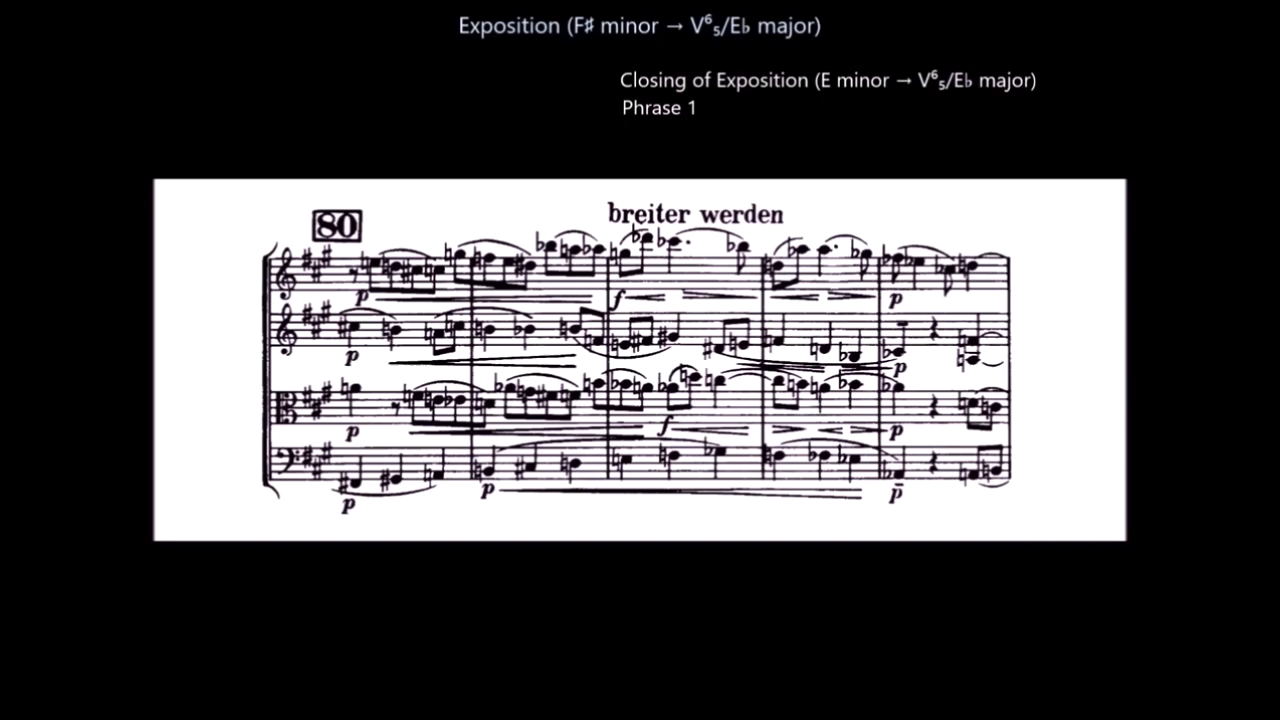 Exposition (F♯ minor → V⁶₅/E♭ major)
Closing of Exposition (E minor → V⁶₅/E♭ major)
Phrase 1
80
breiter werden
p
f
p
p
p
p
f
p
p
p
p